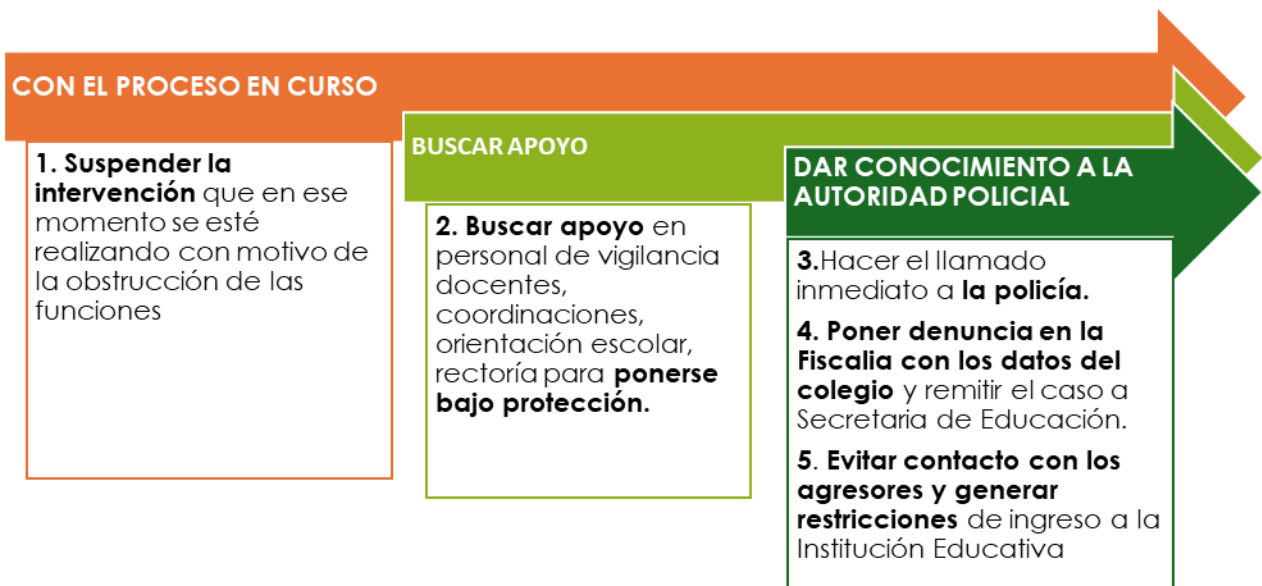 CON EL PROCESO EN CURSO
1. Suspender la
intervención que en ese
momento se esté
realizando con motivo de
la obstrucción de las
funciones
BUSCAR APOYO
2. Buscar apoyo en
personal de vigilancia
docentes,
coordinaciones,
orientación escolar,
rectoría para ponerse
bajo protección.
DAR CONOCIMIENTO A LA
AUTORIDAD POLICIAL
3.Hacer el llamado
inmediato a la policía.
4. Poner denuncia en la
Fiscalia con los datos del
colegio y remitir el caso a
Secretaria de Educación.
5. Evitar contacto con los
agresores y generar
restricciones de ingreso a la
Institución Educativa